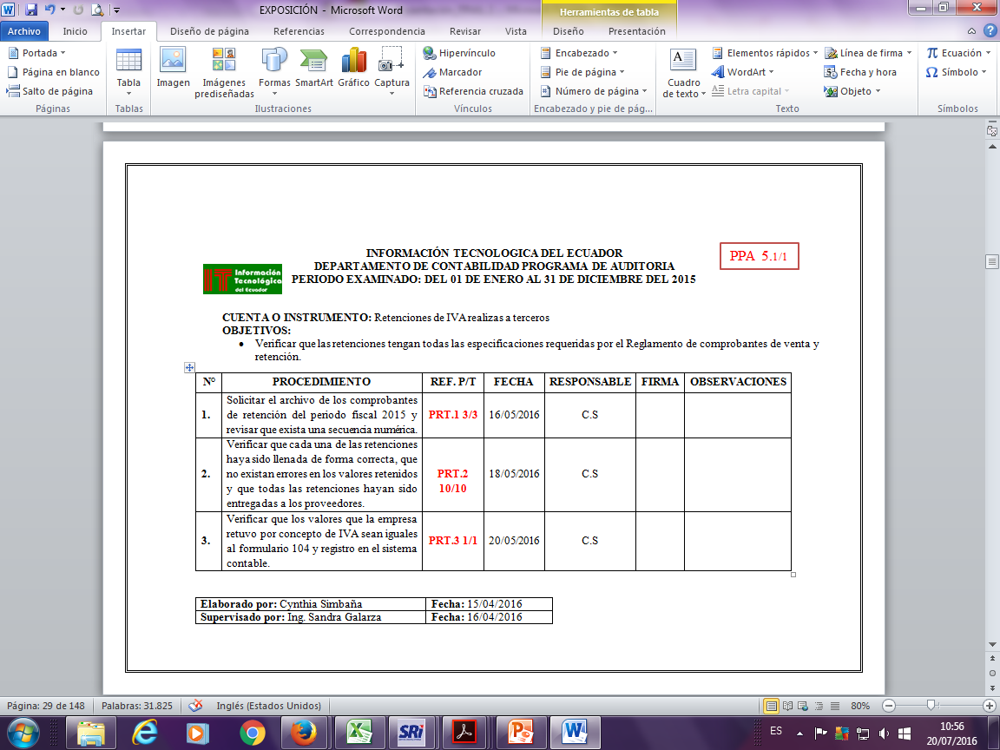 EXPOSICIÓN - Microsoft Word
Herramientas de tabla
Archivo Inicio Insertar Diseño de página Referencias Correspondencia Revisar Vista Diseño Presentación
Portada
Página en blanco
Salto de página
Páginas
Tabla
Tablas
Imagen
Imágenes prediseñadas
Formas
SmartArt
Gráfico
Captura
Ilustraciones
Hipervínculo
Marcador
Referencia cruzada
Vínculos
Encabezado
Pie de página
Número de página
Encabezado y pie de pág...
Cuadro de texto
Elementos rápidos
WordArt
Letra capital
Línea de firma
Fecha y hora
Objeto
Texto
Ecuación
Símbolo
Símbolos
PPA 5.1/1
INFORMACIÓN TECNOLOGICA DEL ECUADOR
DEPARTAMENTO DE CONTABILIDAD PROGRAMA DE AUDITORIA
PERIODO EXAMINADO: DEL 01 DE ENERO AL 31 DE DICIEMBRE DEL 2015
IT Información
Tecnológica
del Ecuador
CUENTA O INSTRUMENTO: Retenciones de IVA realizas a terceros
OBJETIVOS:
• Verificar que las retenciones tengan todas las especificaciones requeridas por el Reglamento de comprobantes de venta y
retención.
N° PROCEDIMIENTO REF. P/T FECHA RESPONSABLE FIRMA OBSERVACIONES
1.
Solicitar el archivo de los comprobantes
de retención del periodo fiscal 2015 y
revisar que exista una secuencia numérica.
PRT.1 3/3 16/05/2016 C.S
2.
Verificar que cada una de las retenciones
haya sido llenada de forma correcta, que
no existan errores en los valores retenidos
y que todas las retenciones hayan sido
entregadas a los proveedores.
PRT.2
10/10
18/05/2016 C.S
3.
Verificar que los valores que la empresa
retuvo por concepto de IVA sean iguales
al formulario 104 y registro en el sistema
contable.
PRT.3 1/1 20/05/2016 C.S
Elaborado por: Cynthia Simbaña Fecha: 15/04/2016
Supervisado por: Ing. Sandra Galarza Fecha: 16/04/2016
Página: 29 de 148 Palabras: 31.825 Inglés (Estados Unidos) 80%
SRi
ES
10:56
20/07/2016